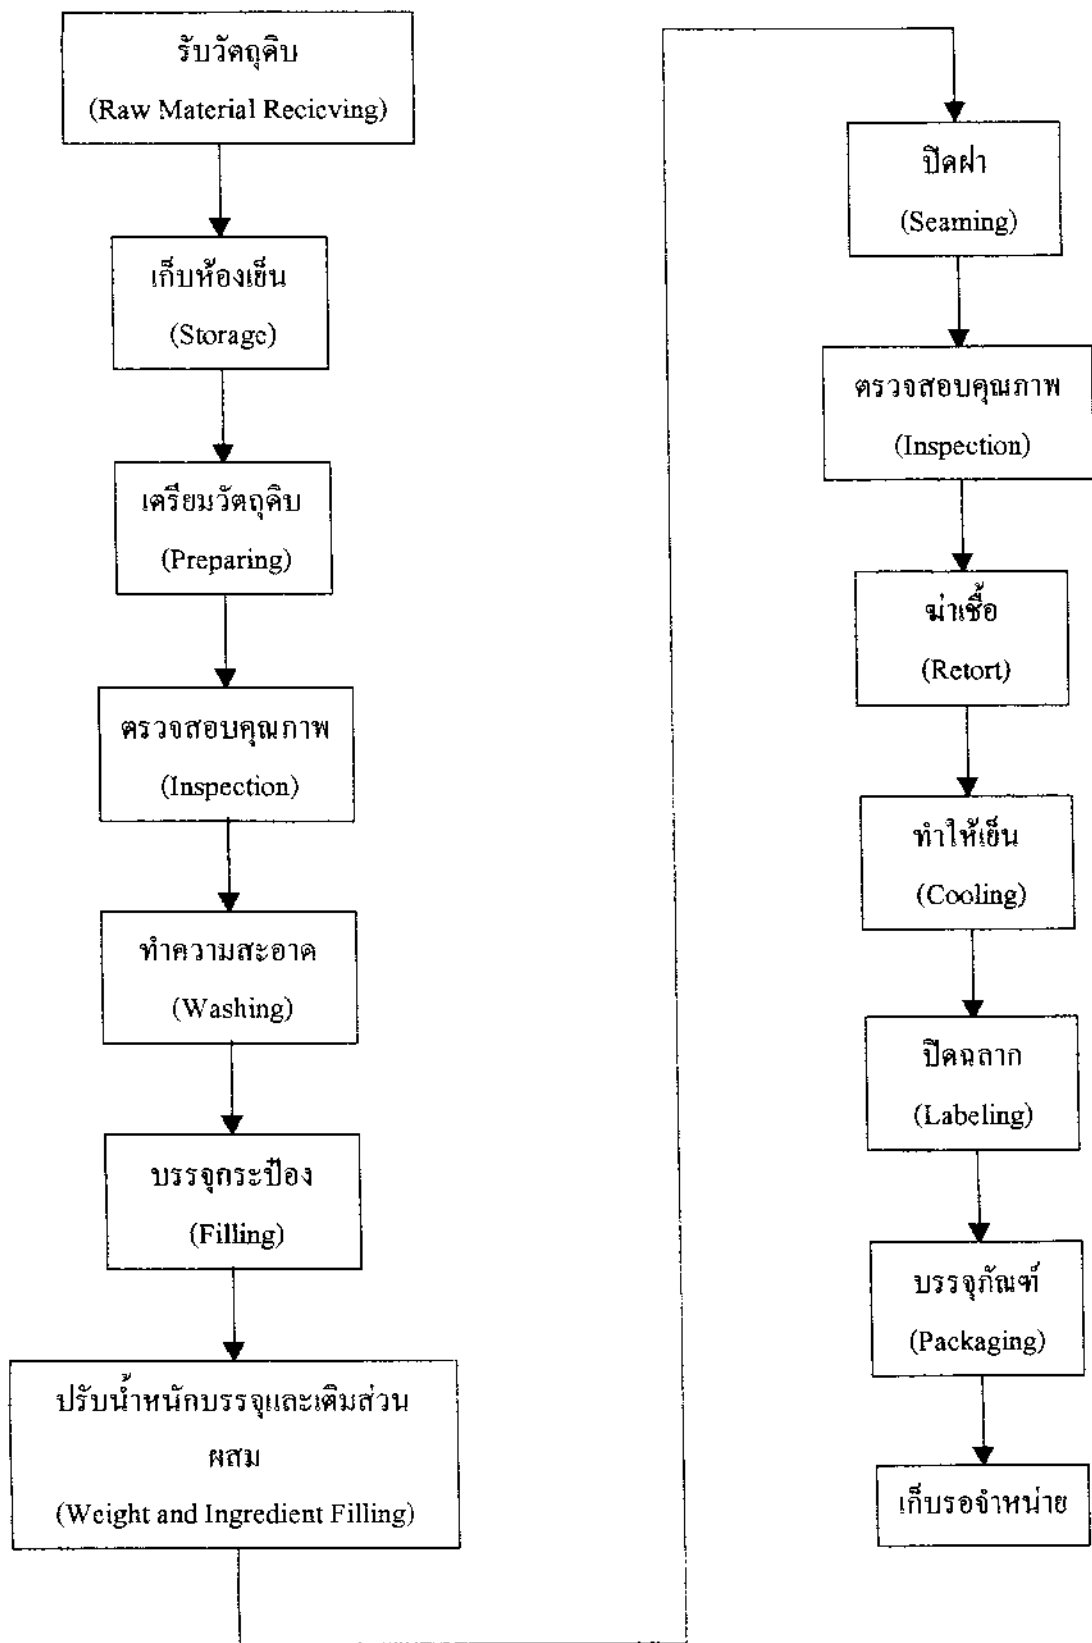 รับวัตถุดิบ
(Raw Material Recieving)
เก็บห้องเย็น
(Storage)
เตรียมวัตถุดิบ
(Preparing)
ตรวจสอบคุณภาพ
(Inspection)
ทำความสะอาด
(Washing)
บรรจุกระป๋อง
(Filling)
ปรับน้ำหนักบรรจุและเติมส่วน
ผสม
(Weight and Ingredient Filling)
ปิดฝา
(Seaming)
ตรวจสอบคุณภาพ
(Inspection)
ฆ่าเชื้อ
(Retort)
ทำให้เย็น
(Cooling)
ปิดฉลาก
(Labeling)
บรรจุภัณฑ์
(Packaging)
เก็บรอจำหน่าย